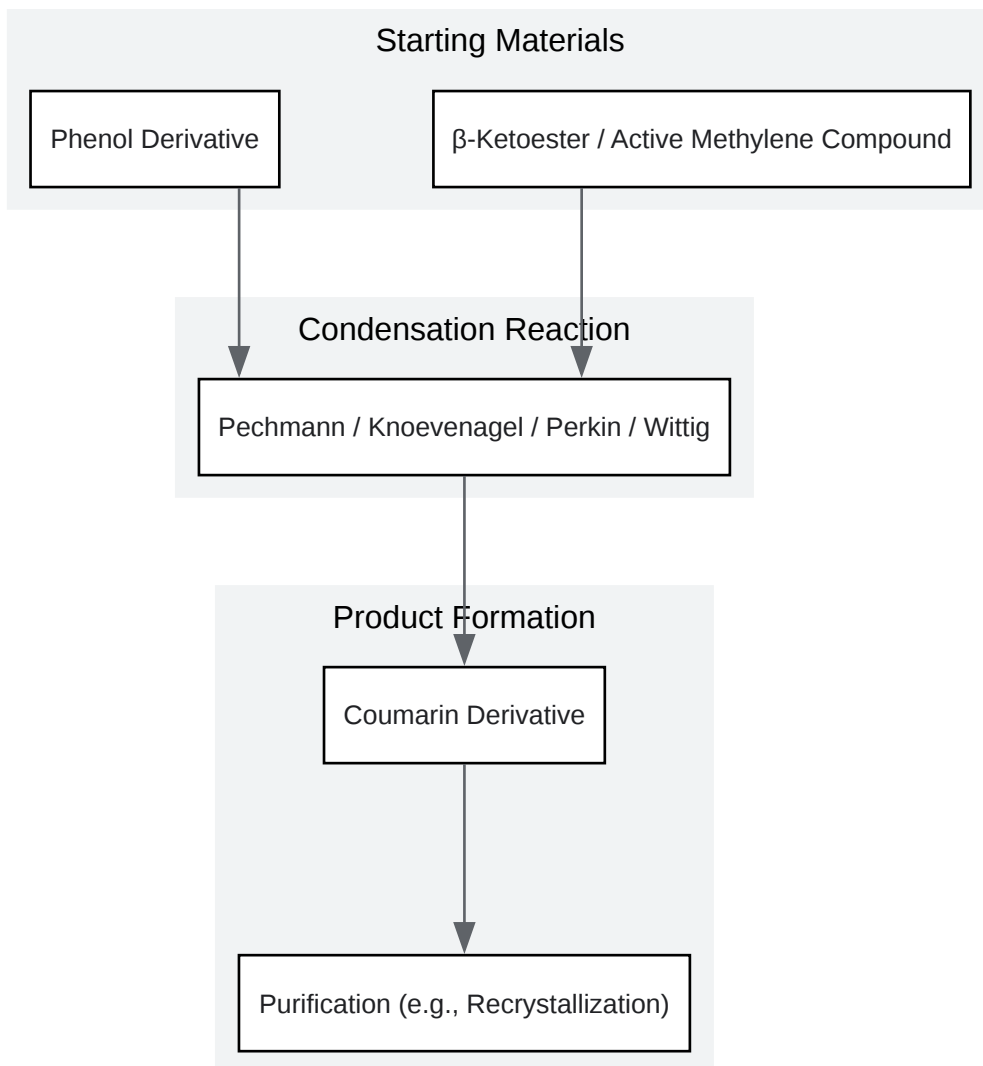 Starting Materials
Phenol Derivative
β-Ketoester / Active Methylene Compound
Condensation Reaction
Pechmann / Knoevenagel / Perkin / Wittig
Product Formation
Coumarin Derivative
Purification (e.g., Recrystallization)